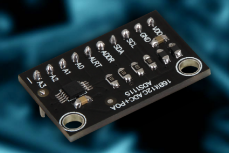 A3
A2
A1
A0
ALRT
ADDR
SDA
SCL
GND
VDD
16Bit I2C ADC+PGA
ADS1115